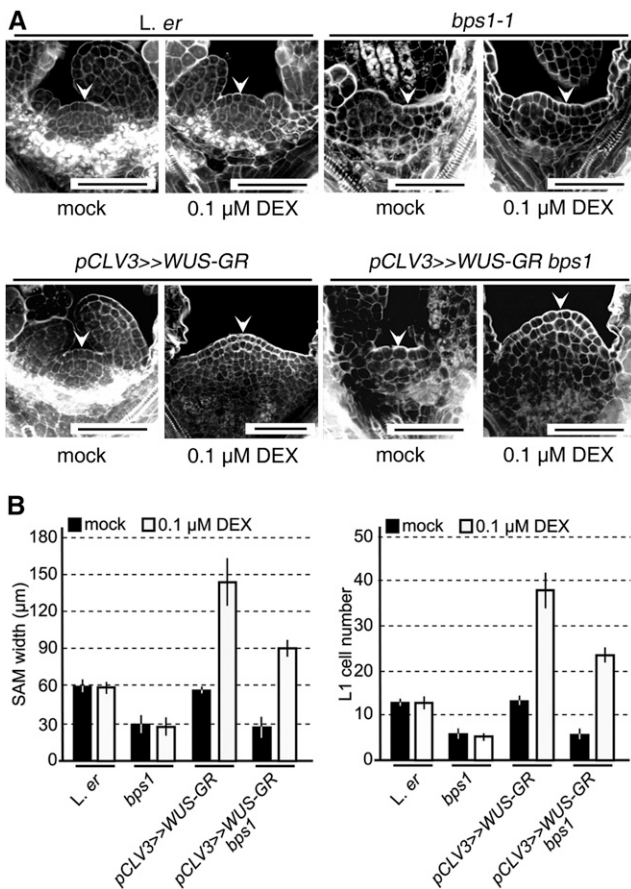 A
L. er
bps1-1
mock
0.1 µM DEX
mock
0.1 µM DEX
pCLV3>>WUS-GR
pCLV3>>WUS-GR bps1
mock
0.1 µM DEX
mock
0.1 µM DEX
B
mock
0.1 µM DEX
180
150
120
90
60
30
0
SAM width (µm)
L. er
bps1
pCLV3>>WUS-GR
pCLV3>>WUS-GR
bps1
mock
0.1 µM DEX
50
40
30
20
10
0
L1 cell number
L. er
bps1
pCLV3>>WUS-GR
pCLV3>>WUS-GR
bps1